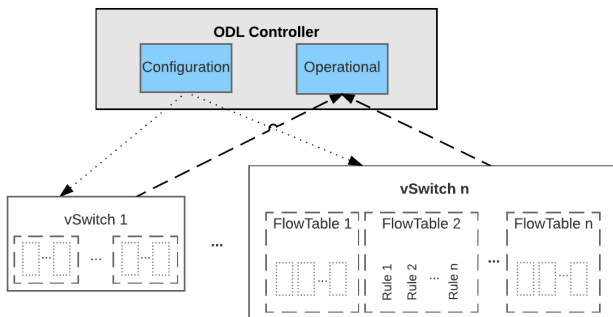 ODL Controller
Configuration
Operational
vSwitch 1
... ...
...
...
vSwitch n
FlowTable 1
FlowTable 2
FlowTable n
...
Rule 1
Rule 2
...
Rule n
...
...